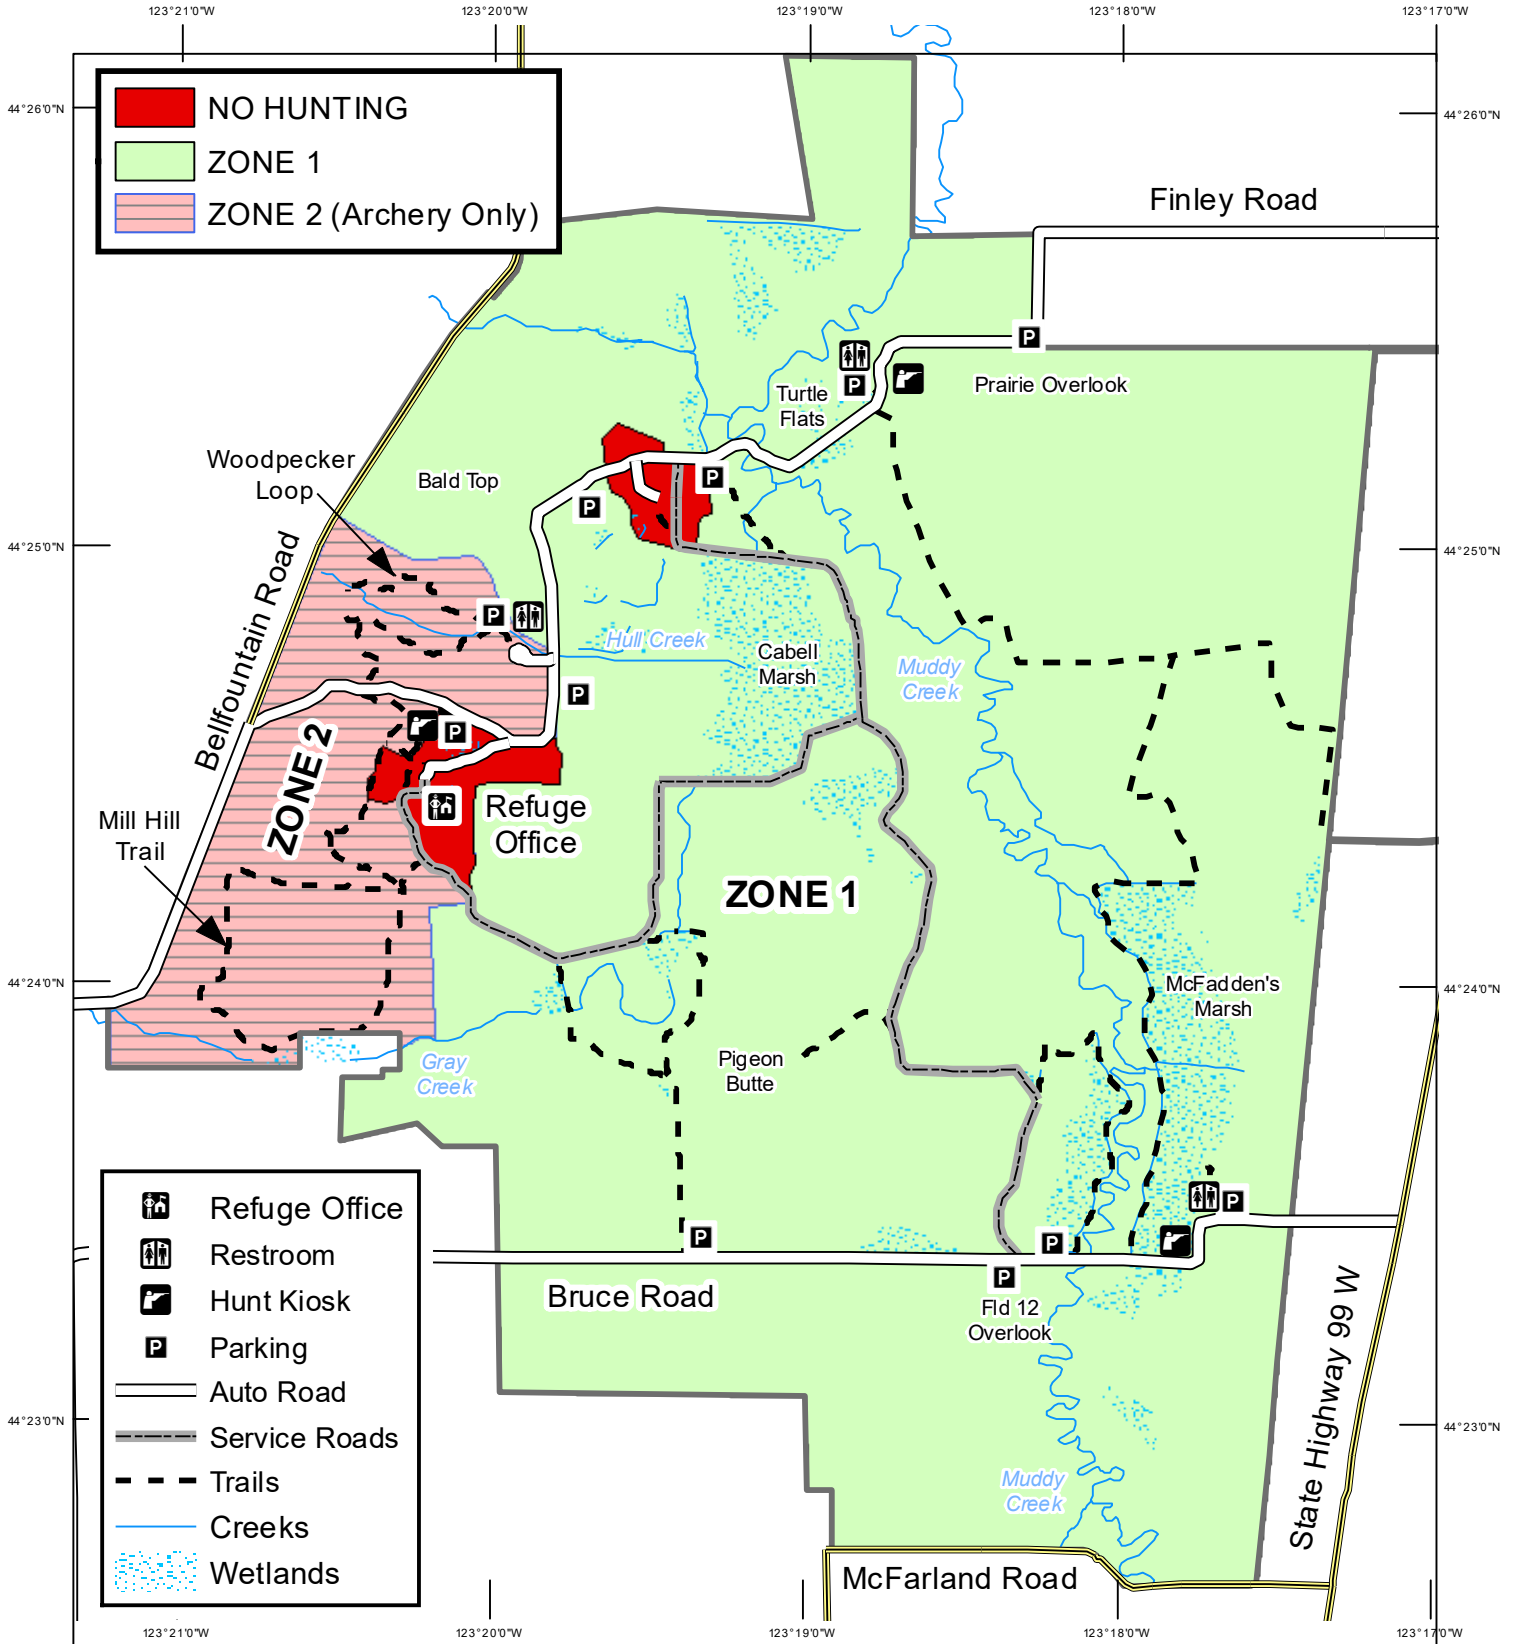 123°21'0"W
123°20'0"W
123°19'0"W
123°18'0"W
123°17'0"W
44°26'0"N
44°26'0"N
NO HUNTING
ZONE 1
ZONE 2 (Archery Only)
Finley Road
P
P
Prairie Overlook
Turtle
Flats
Woodpecker
Loop
Bald Top
P
P
44°25'0"N
44°25'0"N
Bellfountain Road
P
Hull Creek
Cabell
Marsh
Muddy
Creek
P
P
ZONE 2
Refuge
Office
Mill Hill
Trail
ZONE 1
44°24'0"N
44°24'0"N
McFadden's
Marsh
Gray
Creek
Pigeon
Butte
P
P
P
P
Bruce Road
Fld 12
Overlook
State Highway 99 W
Refuge Office
Restroom
Hunt Kiosk
P
Parking
Auto Road
Service Roads
Trails
Creeks
Wetlands
44°23'0"N
44°23'0"N
Muddy
Creek
McFarland Road
123°21'0"W
123°20'0"W
123°19'0"W
123°18'0"W
123°17'0"W